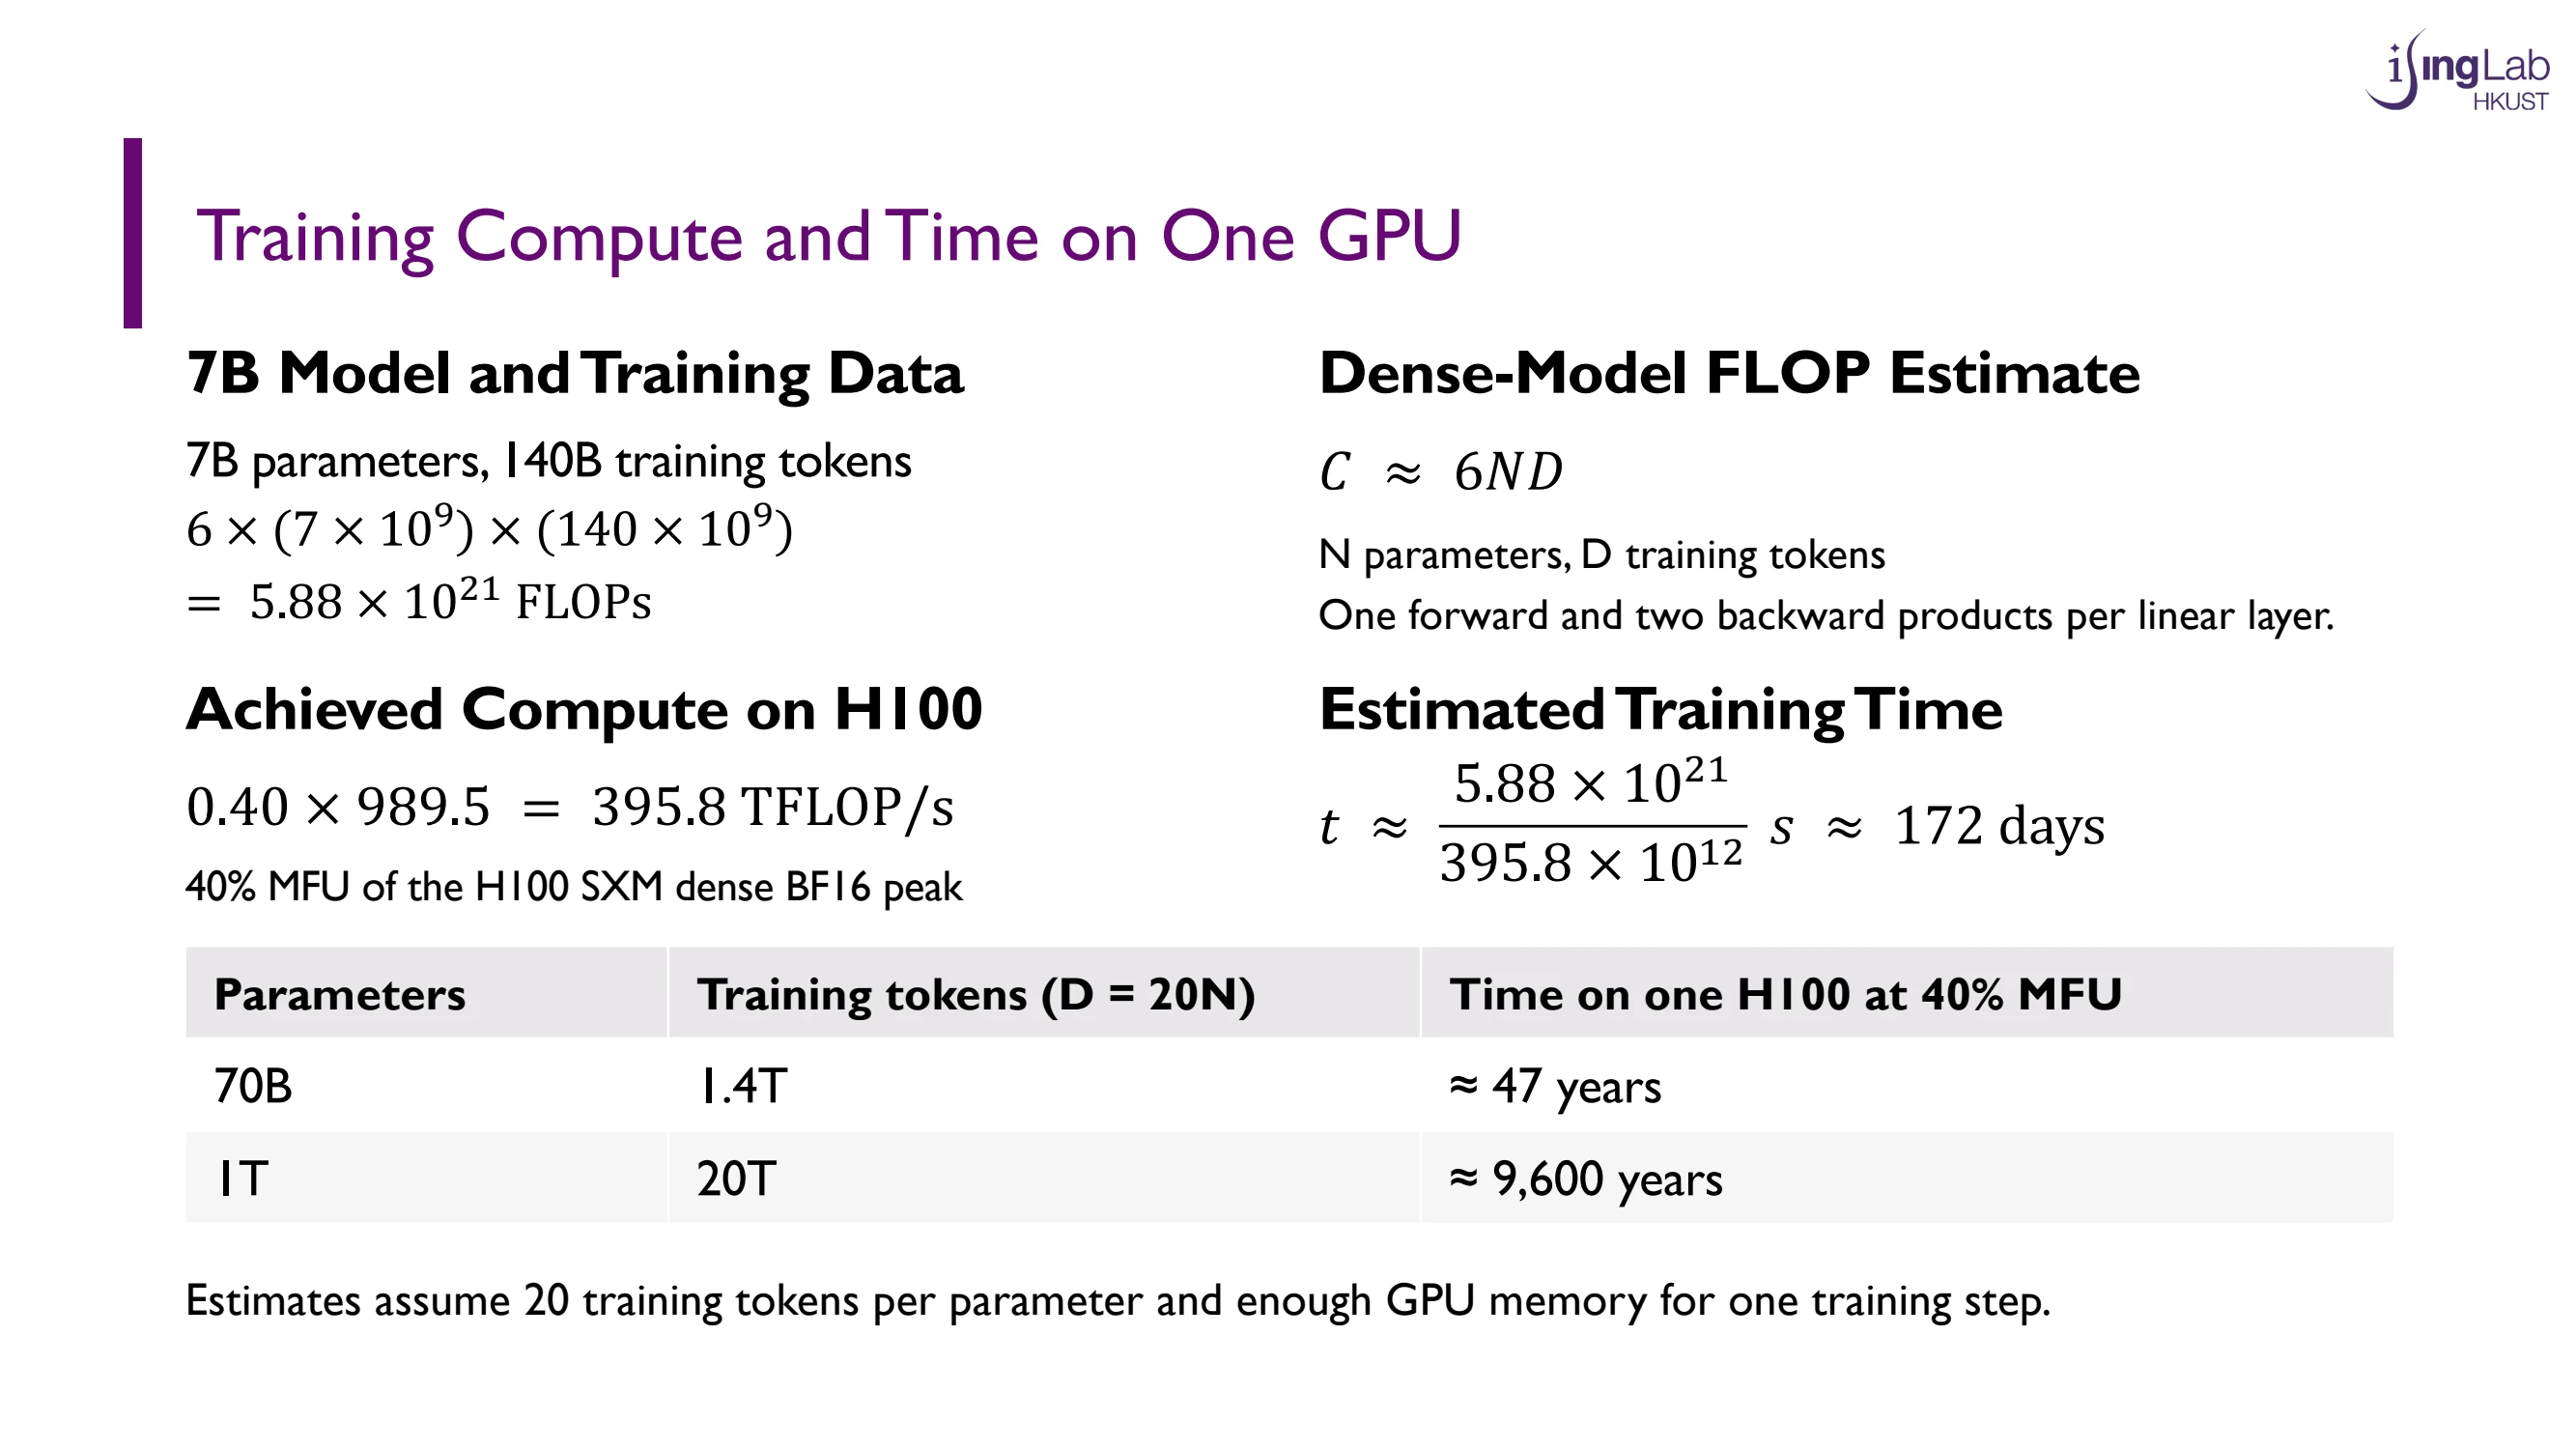 iSingLab
HKUST
Training Compute and Time on One GPU
7B Model and Training Data
7B parameters, 140B training tokens
6 × (7 × 10⁹) × (140 × 10⁹)
= 5.88 × 10²¹ FLOPs
Dense-Model FLOP Estimate
C ≈ 6ND
N parameters, D training tokens
One forward and two backward products per linear layer.
Achieved Compute on H100
0.40 × 989.5 = 395.8 TFLOP/s
40% MFU of the H100 SXM dense BF16 peak
Estimated Training Time
t ≈ 5.88 × 10²¹ / 395.8 × 10¹² s ≈ 172 days
Parameters Training tokens (D = 20N) Time on one H100 at 40% MFU
70B 1.4T ≈ 47 years
1T 20T ≈ 9,600 years
Estimates assume 20 training tokens per parameter and enough GPU memory for one training step.